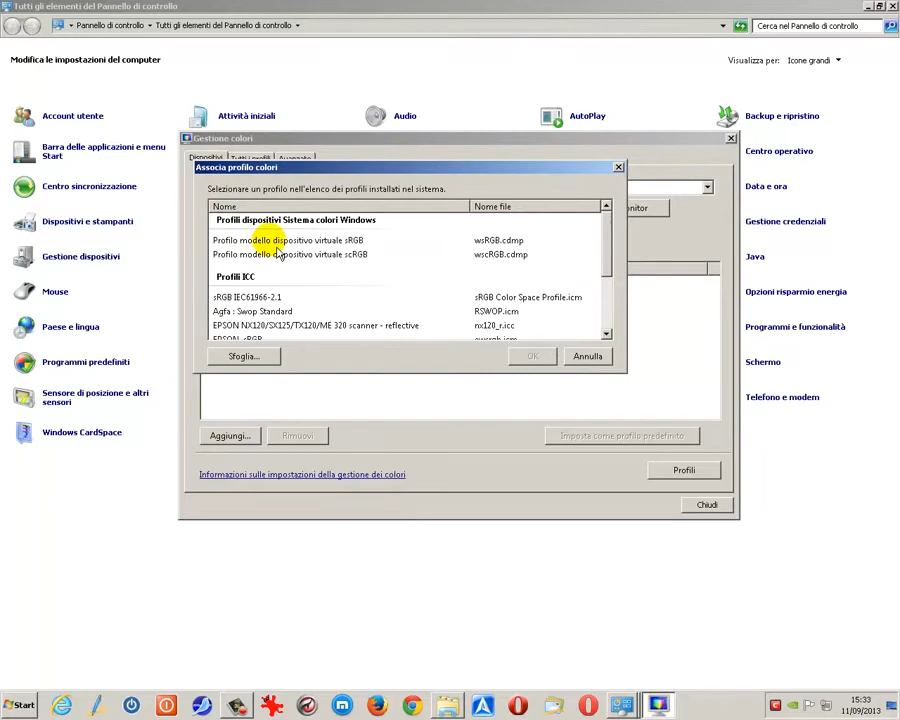 Tutti gli elementi del Pannello di controllo
Pannello di controllo
Tutti gli elementi del Pannello di controllo
Cerca nel Pannello di controllo
Modifica le impostazioni del computer
Visualizza per:
Icone grandi
Account utente
Attività iniziali
Audio
AutoPlay
Backup e ripristino
Barra delle applicazioni e menu
Start
Centro operativo
Centro sincronizzazione
Data e ora
Dispositivi e stampanti
Gestione credenziali
Gestione dispositivi
Java
Mouse
Opzioni risparmio energia
Paese e lingua
Programmi e funzionalità
Programmi predefiniti
Schermo
Sensore di posizione e altri
sensori
Telefono e modem
Windows CardSpace
Gestione colori
Dispositivi
Tutti i profili
Avanzate
Associa profilo colori
Selezionare un profilo nell'elenco dei profili installati nel sistema.
Nome
Nome file
Profili dispositivi Sistema colori Windows
Profilo modello dispositivo virtuale sRGB
wsRGB.cdmp
Profilo modello dispositivo virtuale scRGB
wscRGB.cdmp
Profili ICC
sRGB IEC61966-2.1
sRGB Color Space Profile.icm
Agfa : Swop Standard
RSWOP.icm
EPSON NX120/SX125/TX120/ME 320 scanner - reflective
nx120_r.icc
EPSON sRGB
Sfoglia...
OK
Annulla
Aggiungi...
Rimuovi
Imposta come profilo predefinito
Informazioni sulle impostazioni della gestione dei colori
Profili
Chiudi
Start
15:33
11/09/2013